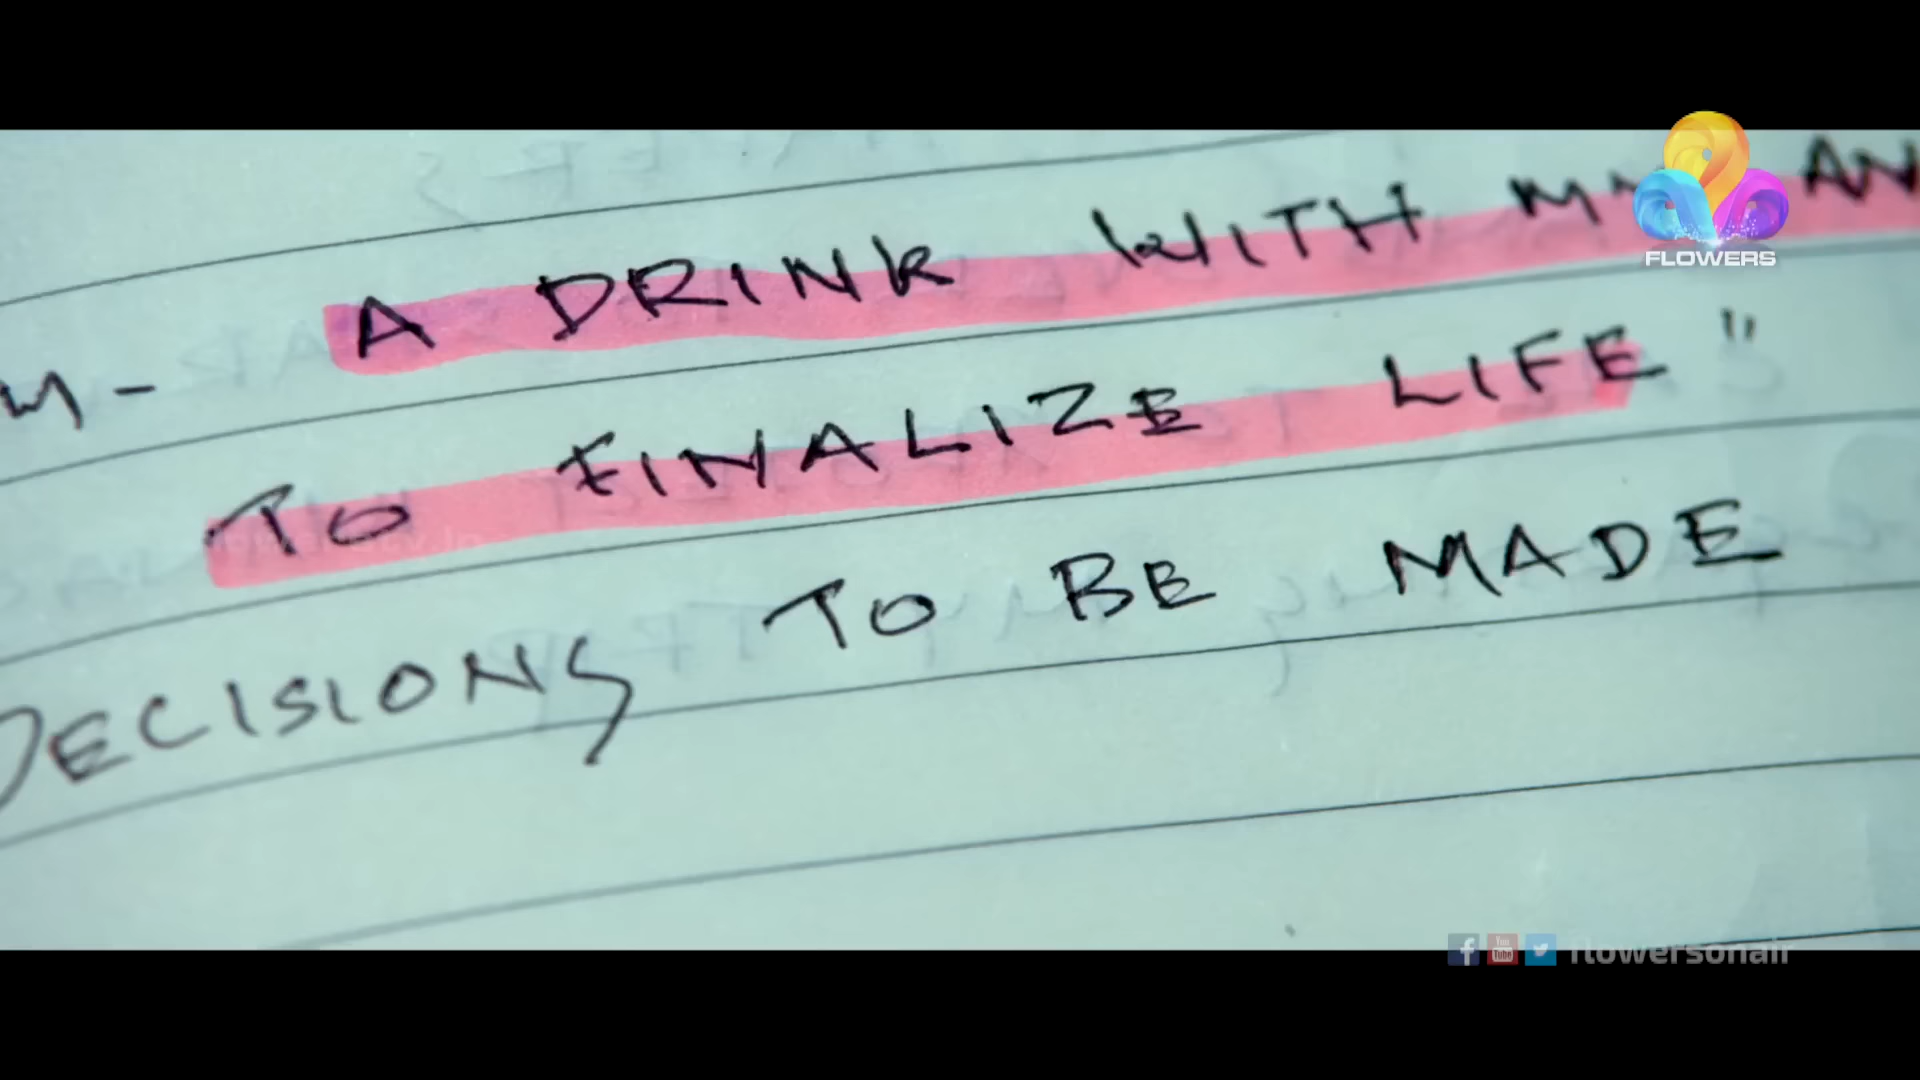 M - A DRINK WITH
TO FINALIZE LIFE"
DECISIONS TO BE MADE
FLOWERS
flowersonair